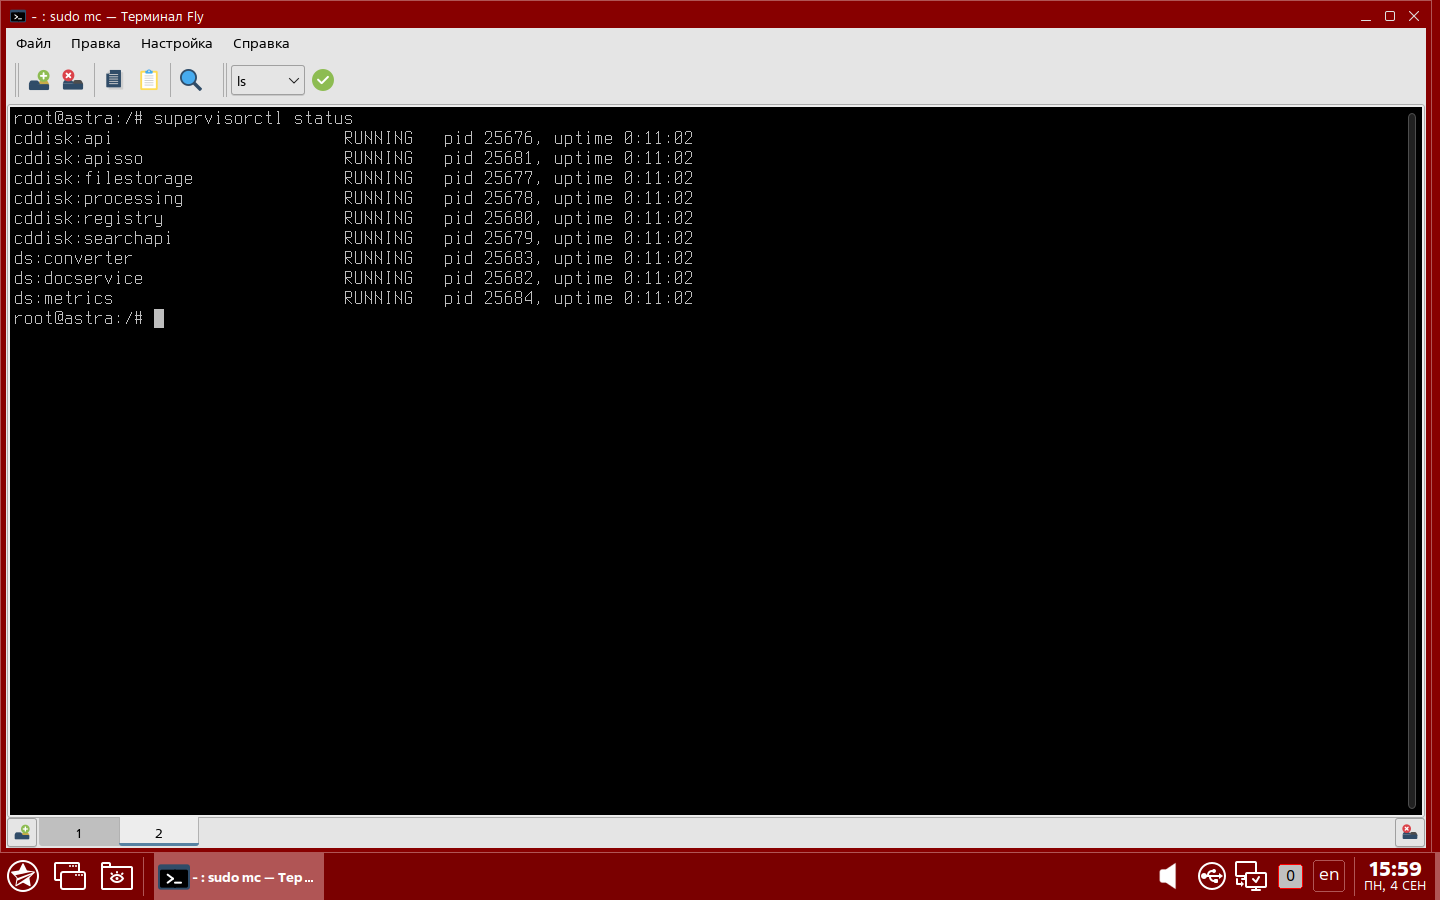 - : sudo mc — Терминал Fly
Файл Правка Настройка Справка
ls
root@astra:/# supervisorctl status
cddisk:api RUNNING pid 25676, uptime 0:11:02
cddisk:apisso RUNNING pid 25681, uptime 0:11:02
cddisk:filestorage RUNNING pid 25677, uptime 0:11:02
cddisk:processing RUNNING pid 25678, uptime 0:11:02
cddisk:registry RUNNING pid 25680, uptime 0:11:02
cddisk:searchapi RUNNING pid 25679, uptime 0:11:02
ds:converter RUNNING pid 25683, uptime 0:11:02
ds:docservice RUNNING pid 25682, uptime 0:11:02
ds:metrics RUNNING pid 25684, uptime 0:11:02
root@astra:/#
1 2
- : sudo mc — Тер...
0 en 15:59
ПН, 4 СЕН